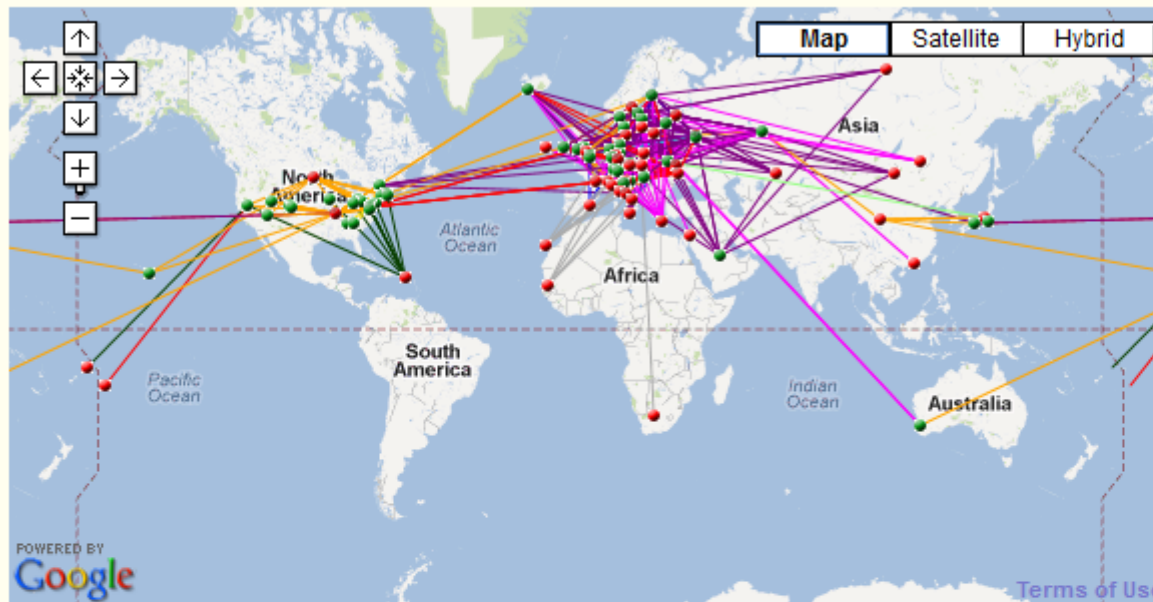 Map Satellite Hybrid
Asia
North
America
Atlantic
Ocean
Africa
South
America
Pacific
Ocean
Indian
Ocean
Australia
POWERED BY
Google
Terms of Use